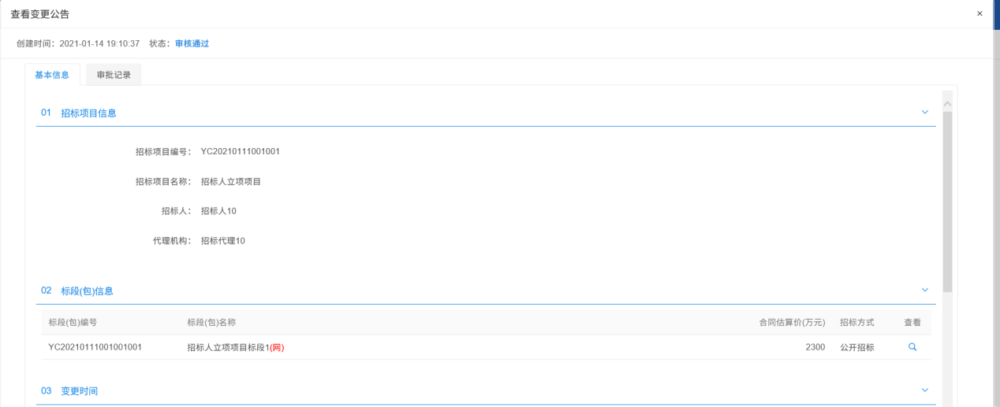 查看变更公告 ×
创建时间：2021-01-14 19:10:37 状态：审核通过
基本信息 审批记录
01 招标项目信息
招标项目编号： YC20210111001001
招标项目名称： 招标人立项项目
招标人： 招标人10
代理机构： 招标代理10
02 标段(包)信息
标段(包)编号 标段(包)名称 合同估算价(万元) 招标方式 查看
YC20210111001001001 招标人立项项目标段1(网) 2300 公开招标
03 变更时间